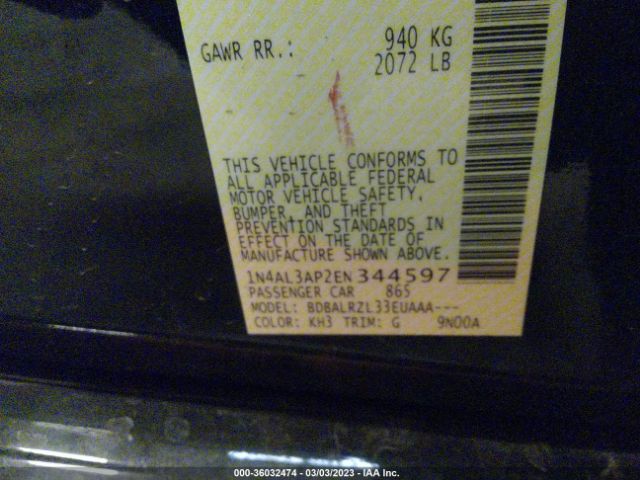 GAWR RR.: 940 KG
2072 LB
THIS VEHICLE CONFORMS TO
ALL APPLICABLE FEDERAL
MOTOR VEHICLE SAFETY,
BUMPER, AND THEFT
PREVENTION STANDARDS IN
EFFECT ON THE DATE OF
MANUFACTURE SHOWN ABOVE.
1N4AL3AP2EN344597
PASSENGER CAR 865
MODEL: BDBALRZL33EUAAA---
COLOR: KH3 TRIM: G 9N00A
000-36032474 - 03/03/2023 - IAA Inc.